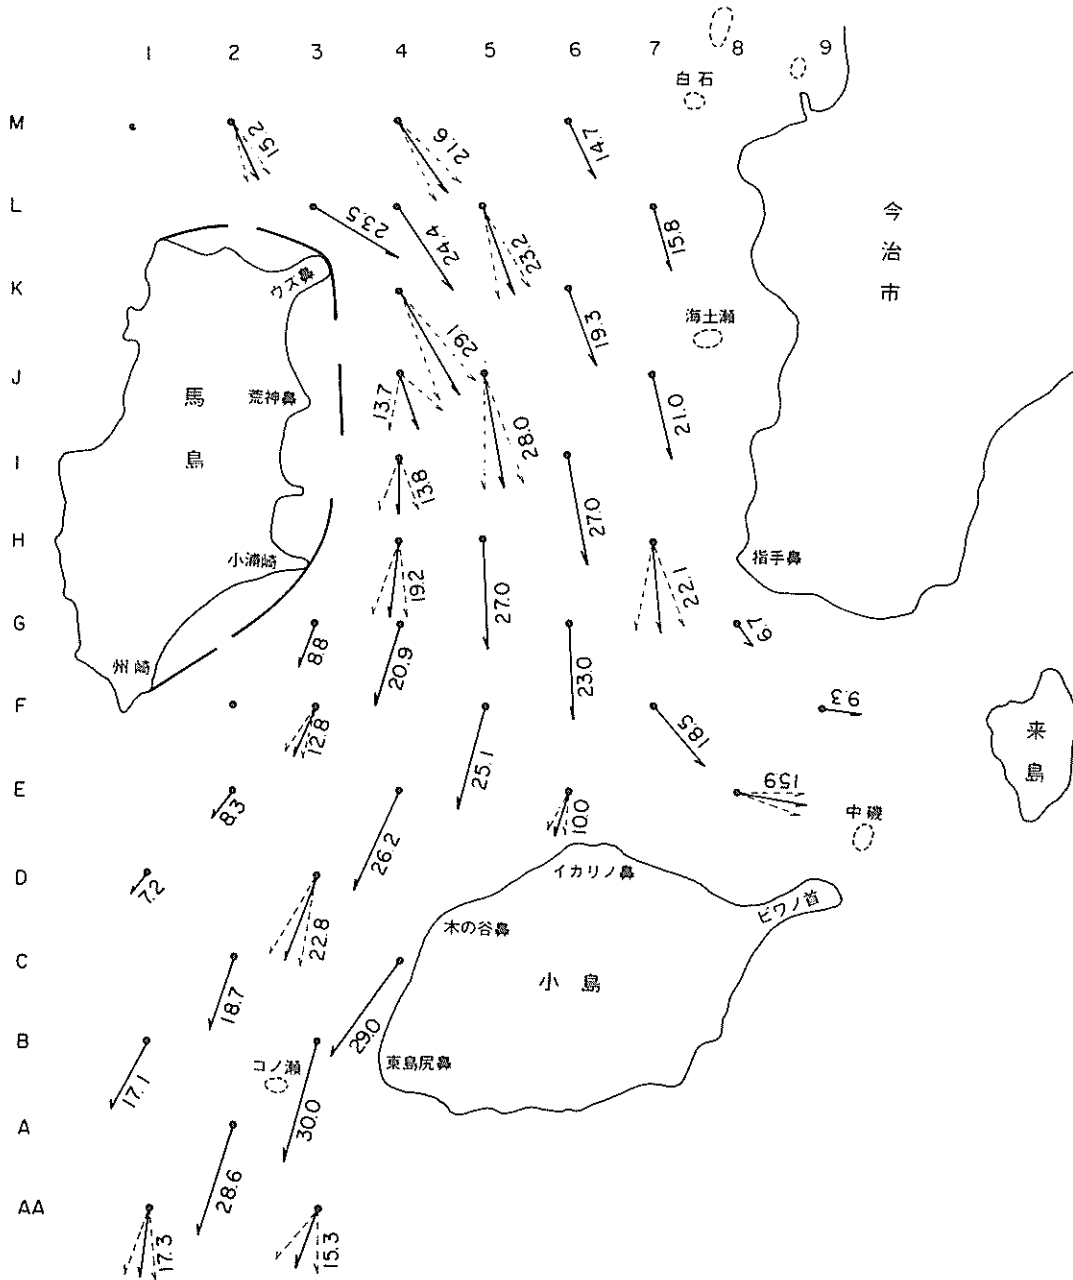 1 2 3 4 5 6 7 8 9
白石
M 15.2 21.6 14.7
L 23.5 24.4 23.2 15.8
今治市
K 29.1 19.3
ウズ鼻
海土瀬
J 13.7 28.0 21.0
馬島
荒神鼻
I 13.8 27.0
H 19.2 27.0 22.1
小浦崎
指手鼻
G 8.8 20.9 23.0 6.7
州崎
F 12.8 25.1 18.5 9.3
来島
E 8.3 26.2 10.0 15.9
中磯
D 7.2 22.8
イカリノ鼻
ビワノ首
木の谷鼻
C 18.7 29.0
小島
B 17.1 30.0
コノ瀬
東島尻鼻
A 28.6
AA 17.3 15.3